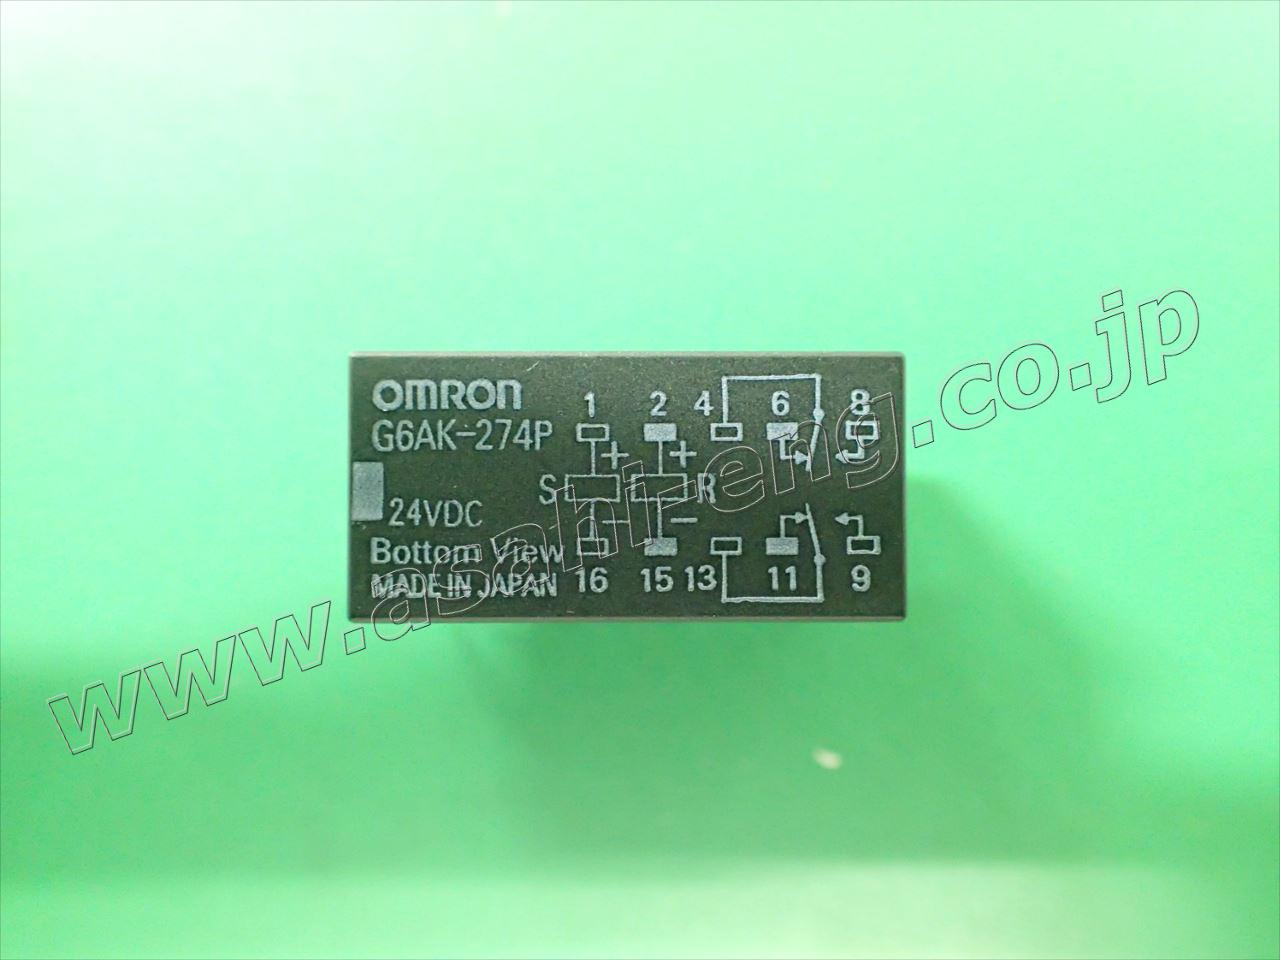 OMRON
G6AK-274P
24VDC
Bottom View
MADE IN JAPAN
1 2 4 6 8
+ +
S R
- -
16 15 13 11 9
www.asahi-eng.co.jp